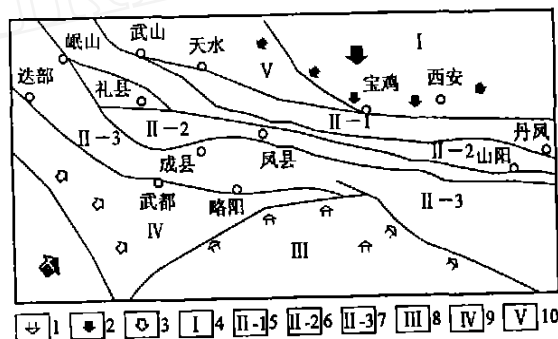 岷山 武山 天水 I
迭部 V 宝鸡 西安
礼县 II-1 丹凤
II-3 II-2 II-2 山阳
成县 凤县
武都 略阳 II-3
IV III
1 2 3 I 4 II-1 5 II-2 6 II-3 7 III 8 IV 9 V 10